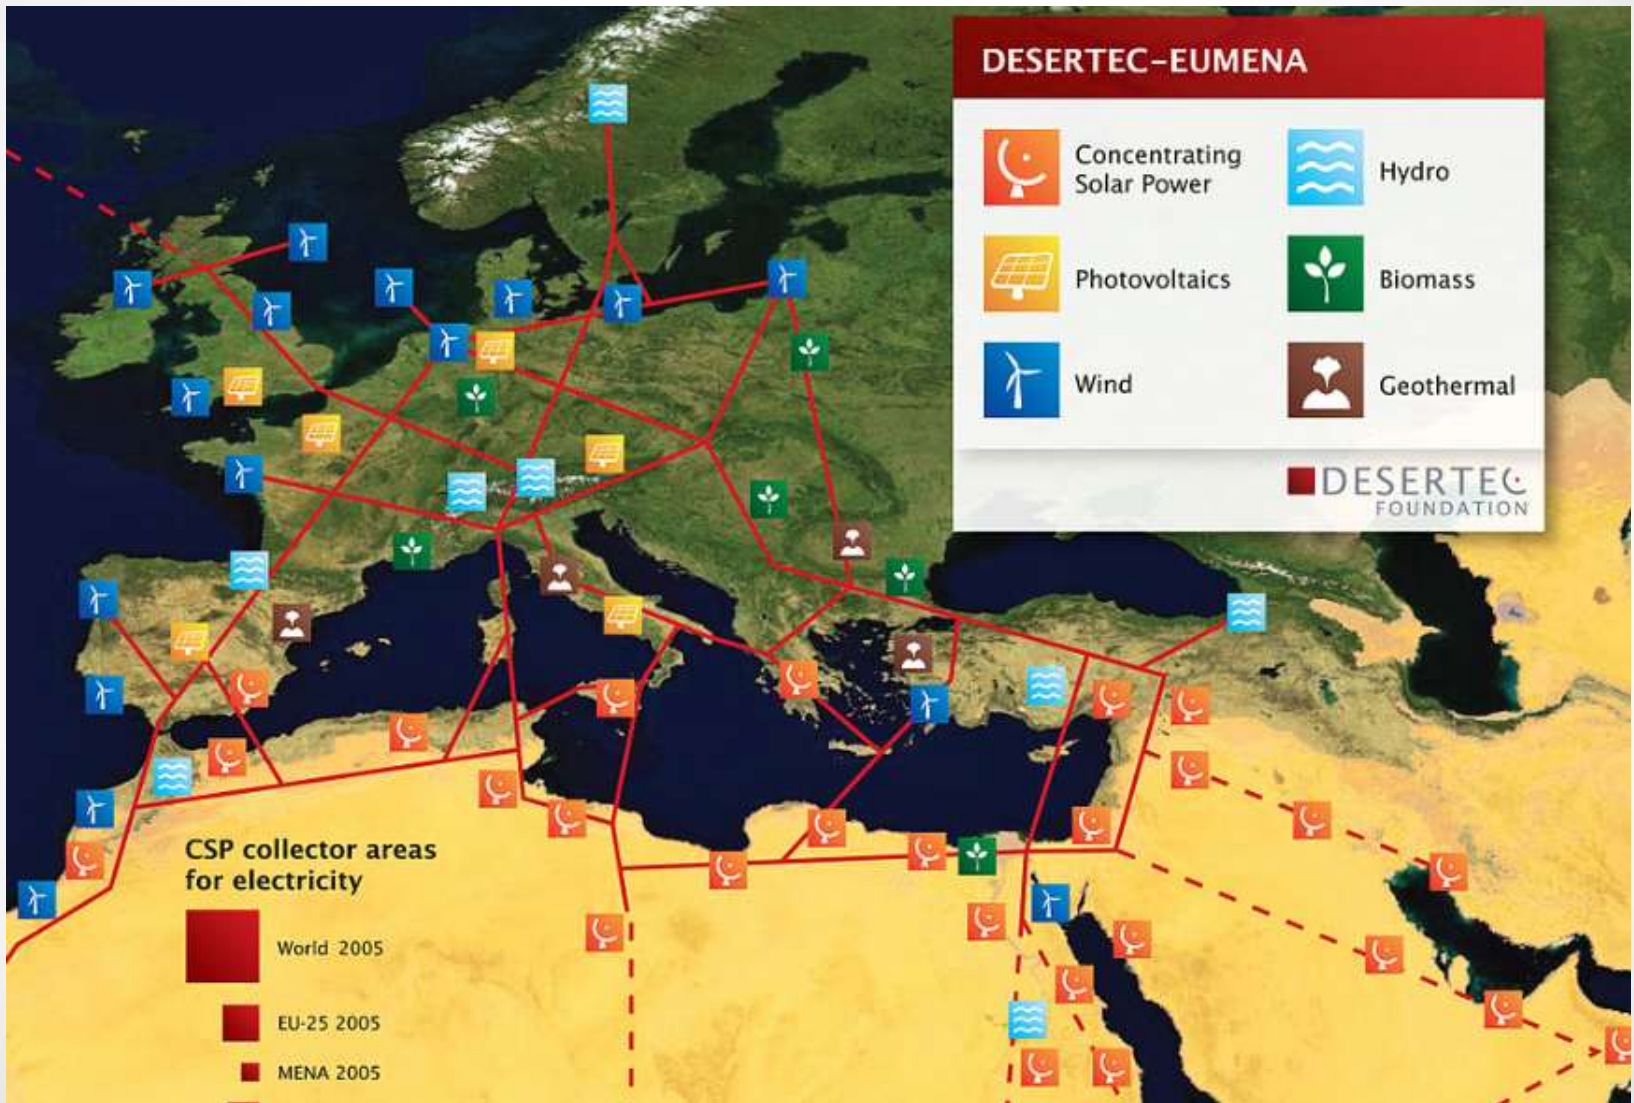 DESERTEC–EUMENA
Concentrating
Solar Power
Hydro
Photovoltaics
Biomass
Wind
Geothermal
DESERTEC
FOUNDATION
CSP collector areas
for electricity
World 2005
EU-25 2005
MENA 2005